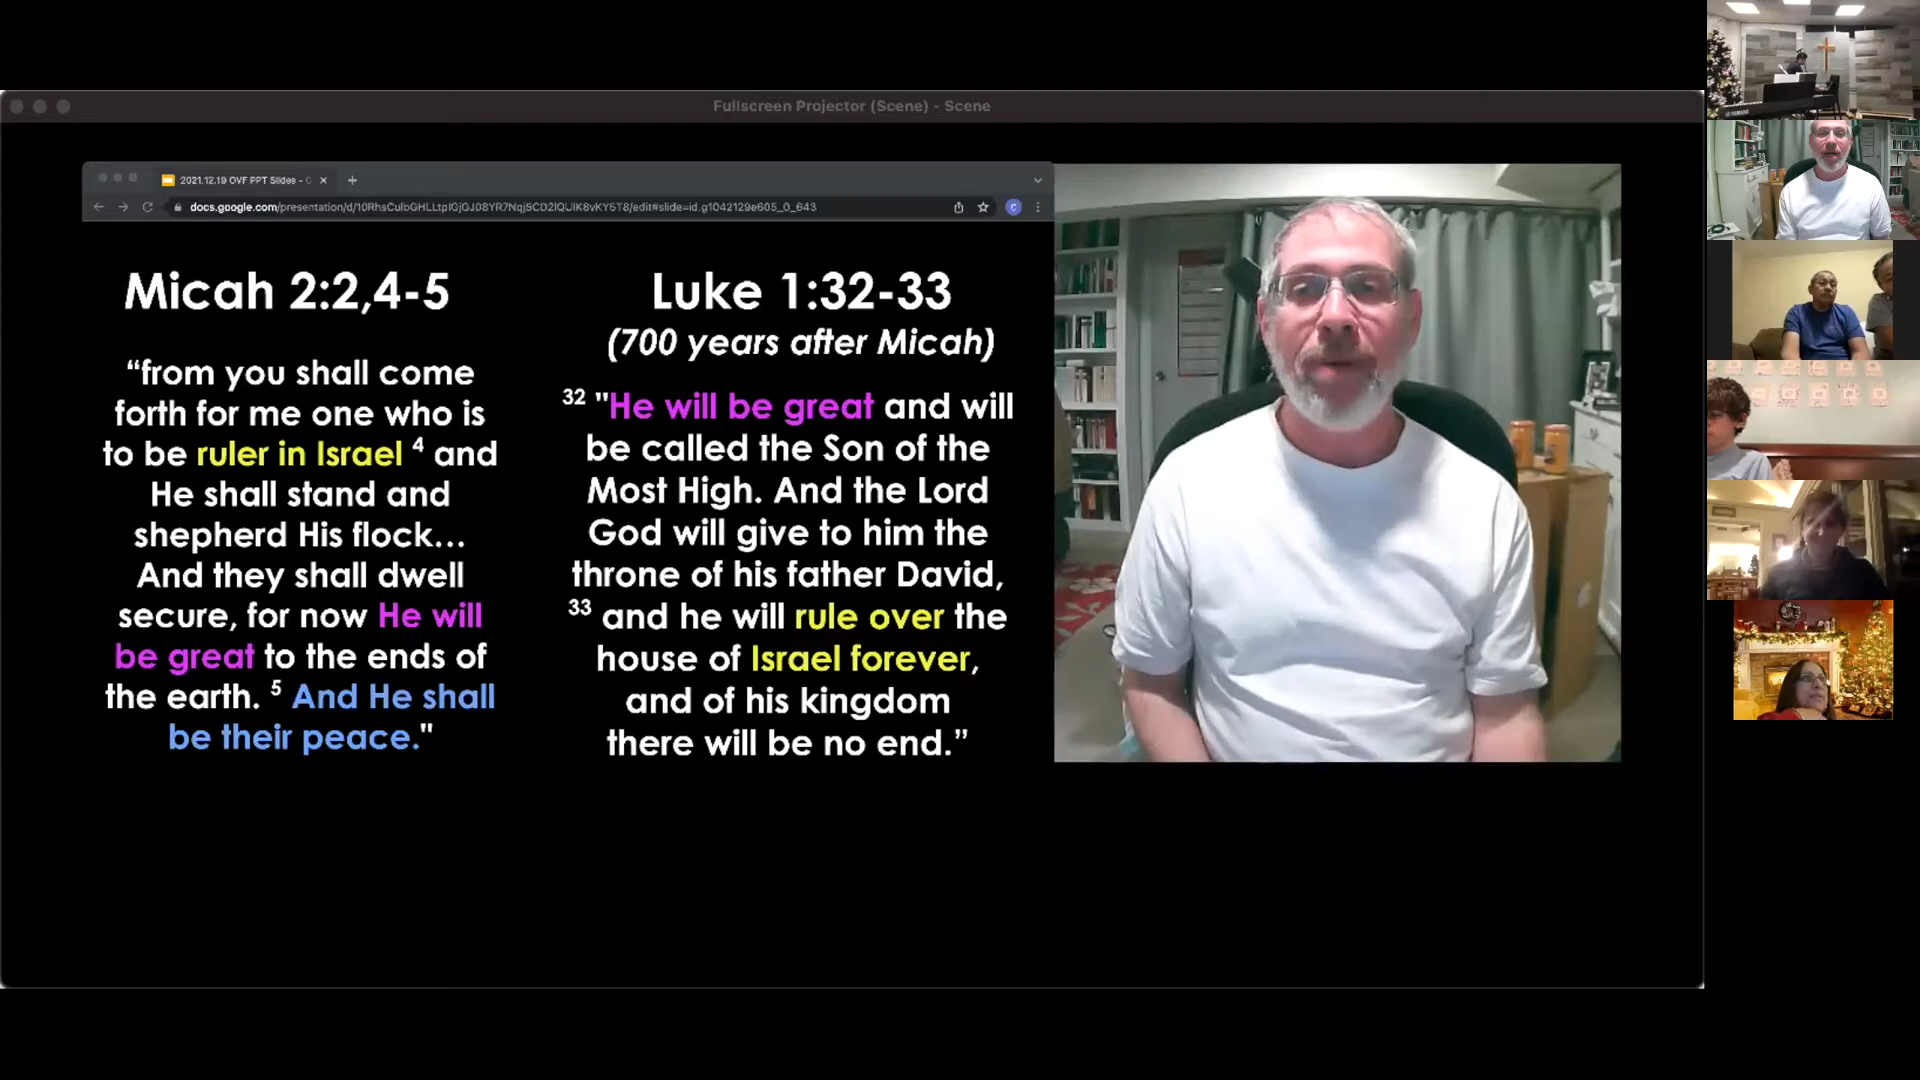 Fullscreen Projector (Scene) - Scene
2021.12.19 OVF PPT Slides -
Micah 2:2,4-5
“from you shall come
forth for me one who is
to be ruler in Israel ⁴ and
He shall stand and
shepherd His flock…
And they shall dwell
secure, for now He will
be great to the ends of
the earth. ⁵ And He shall
be their peace."
Luke 1:32-33
(700 years after Micah)
³² "He will be great and will
be called the Son of the
Most High. And the Lord
God will give to him the
throne of his father David,
³³ and he will rule over the
house of Israel forever,
and of his kingdom
there will be no end.”
YAMAHA